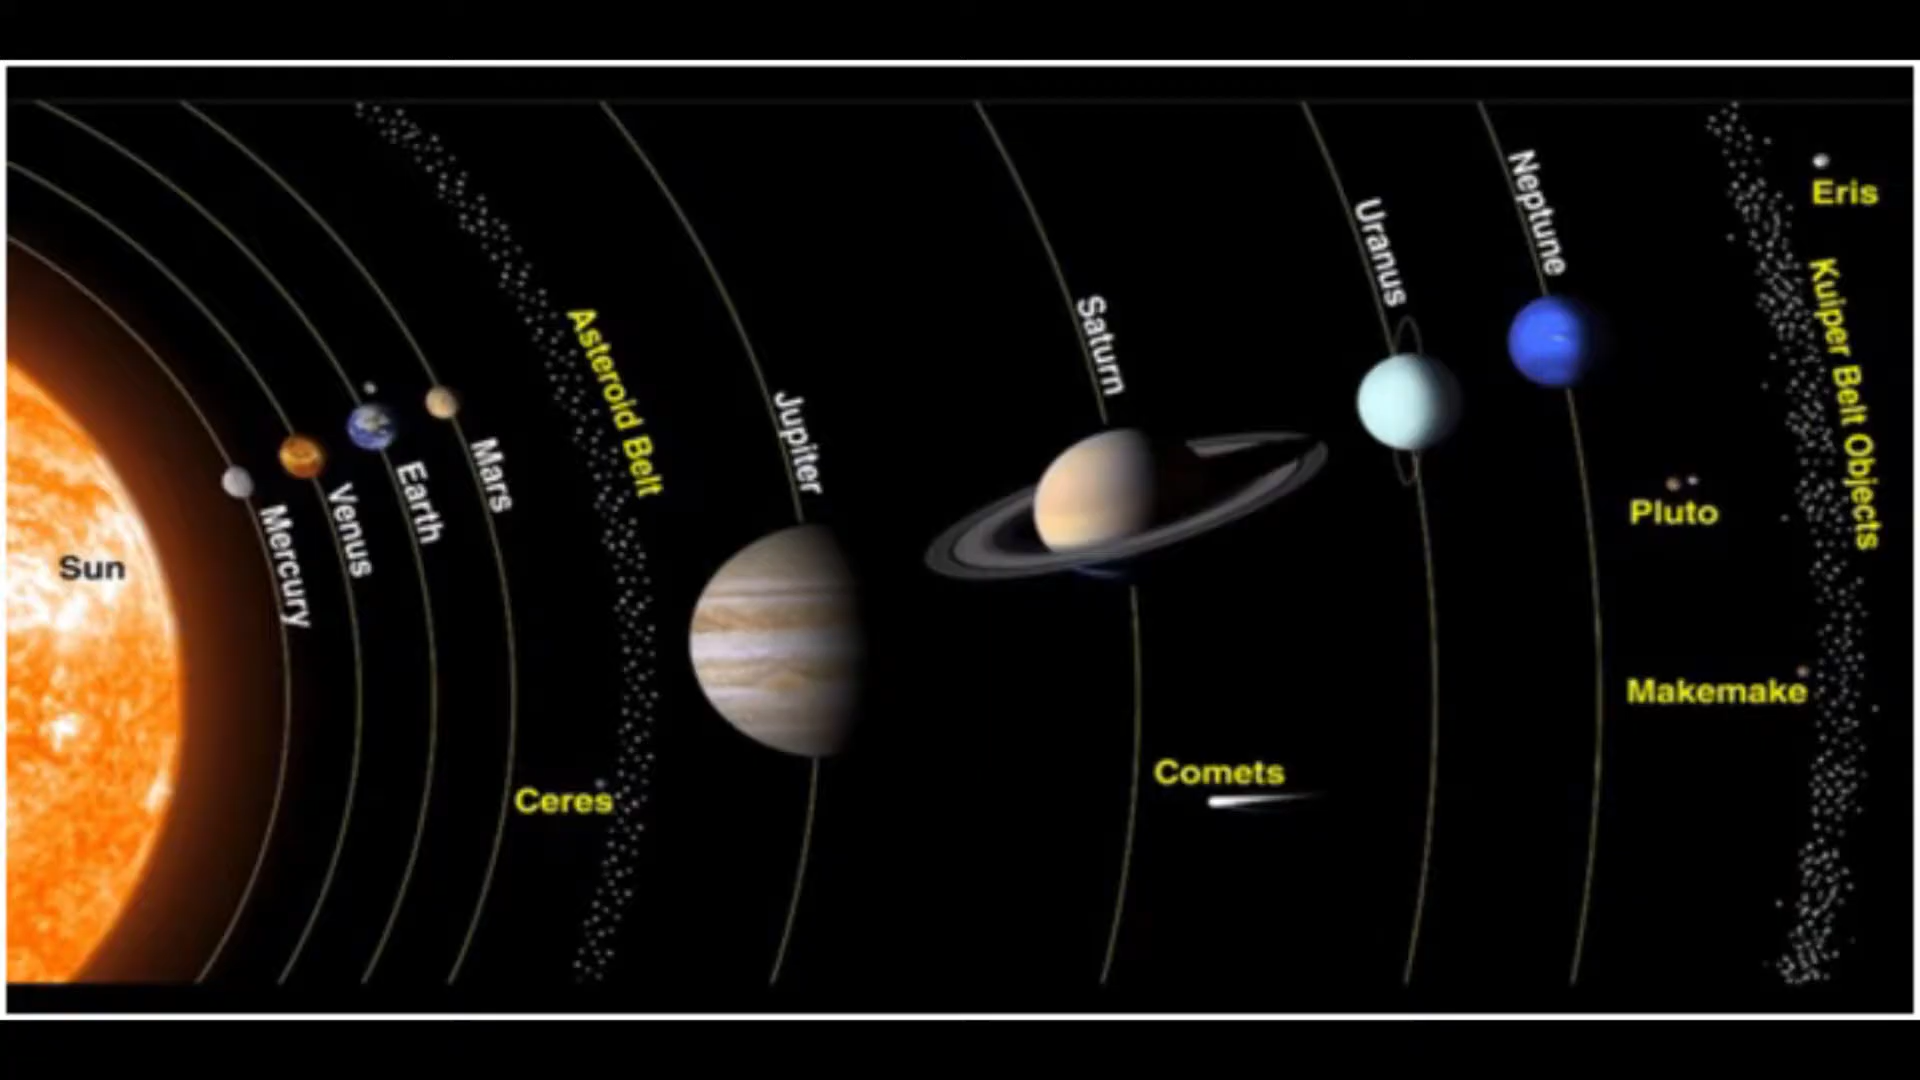 Sun
Mercury
Venus
Earth
Mars
Ceres
Asteroid Belt
Jupiter
Saturn
Comets
Uranus
Neptune
Pluto
Makemake
Eris
Kuiper Belt Objects